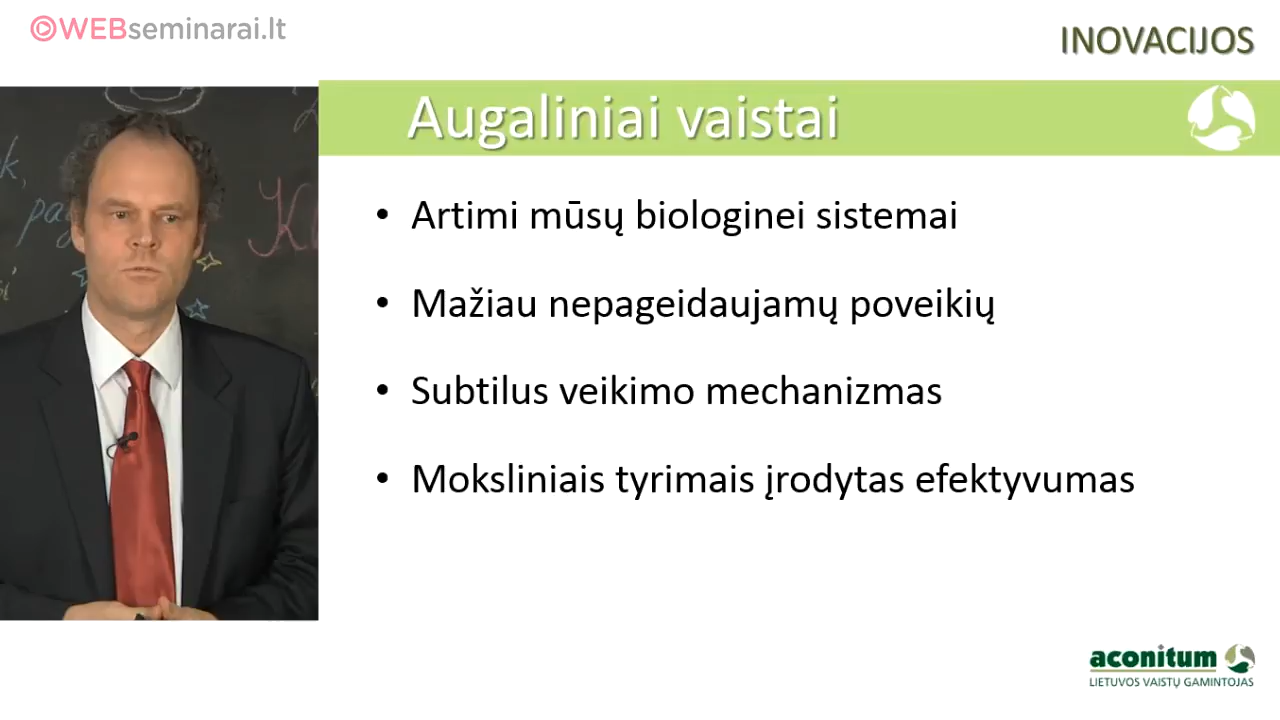 WEBseminarai.lt
INOVACIJOS
Augaliniai vaistai
• Artimi mūsų biologinei sistemai
• Mažiau nepageidaujamų poveikių
• Subtilus veikimo mechanizmas
• Moksliniais tyrimais įrodytas efektyvumas
aconitum
LIETUVOS VAISTŲ GAMINTOJAS